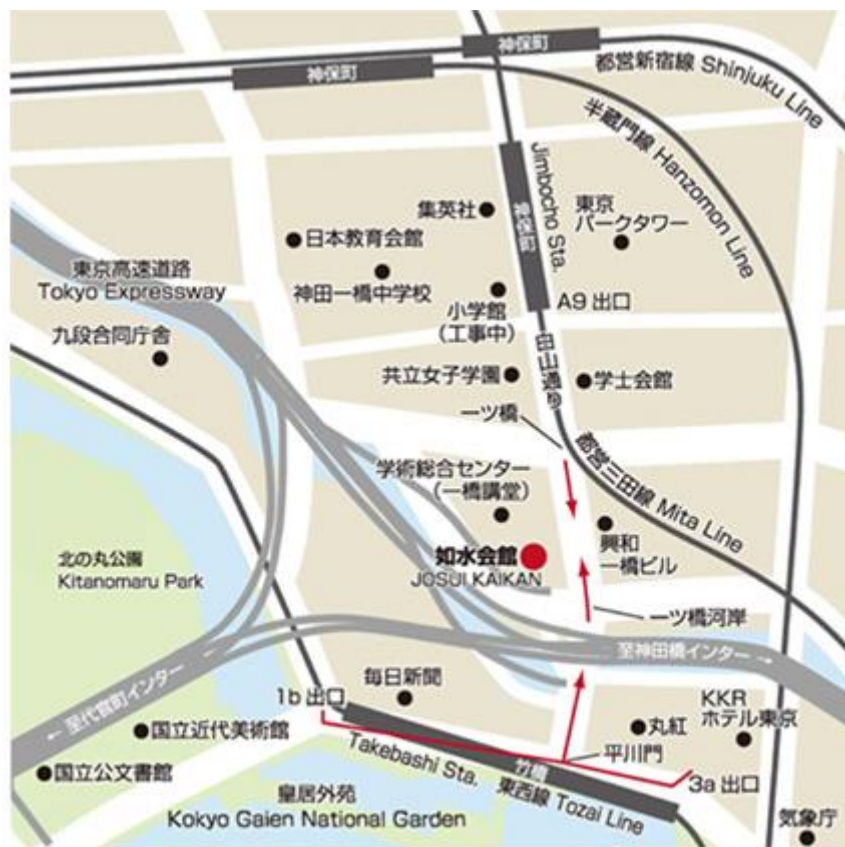 神保町
神保町
都営新宿線 Shinjuku Line
半蔵門線 Hanzomon Line
神保町
Jimbocho Sta.
集英社
東京
パークタワー
日本教育会館
神田一橋中学校
東京高速道路
Tokyo Expressway
小学館
(工事中)
A9 出口
九段合同庁舎
共立女子学園
学士会館
白山通り
一ツ橋
都営三田線 Mita Line
学術総合センター
(一橋講堂)
興和
一橋ビル
如水会館
JOSUI KAIKAN
北の丸公園
Kitanomaru Park
一ツ橋河岸
至神田橋インター →
← 至代官町インター
1b 出口
毎日新聞
KKR
ホテル東京
丸紅
国立近代美術館
平川門
国立公文書館
Takebashi Sta.
竹橋
東西線 Tozai Line
3a 出口
皇居外苑
Kokyo Gaien National Garden
気象庁